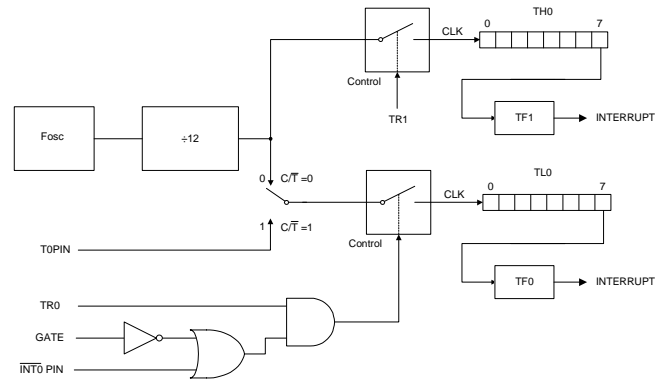 TH0
0 7
CLK
Control
TR1
TF1 INTERRUPT
Fosc ÷12
0 C/T̅ =0
1 C/T̅ =1
T0PIN
TL0
0 7
CLK
Control
TF0 INTERRUPT
TR0
GATE
I̅N̅T̅0̅ PIN